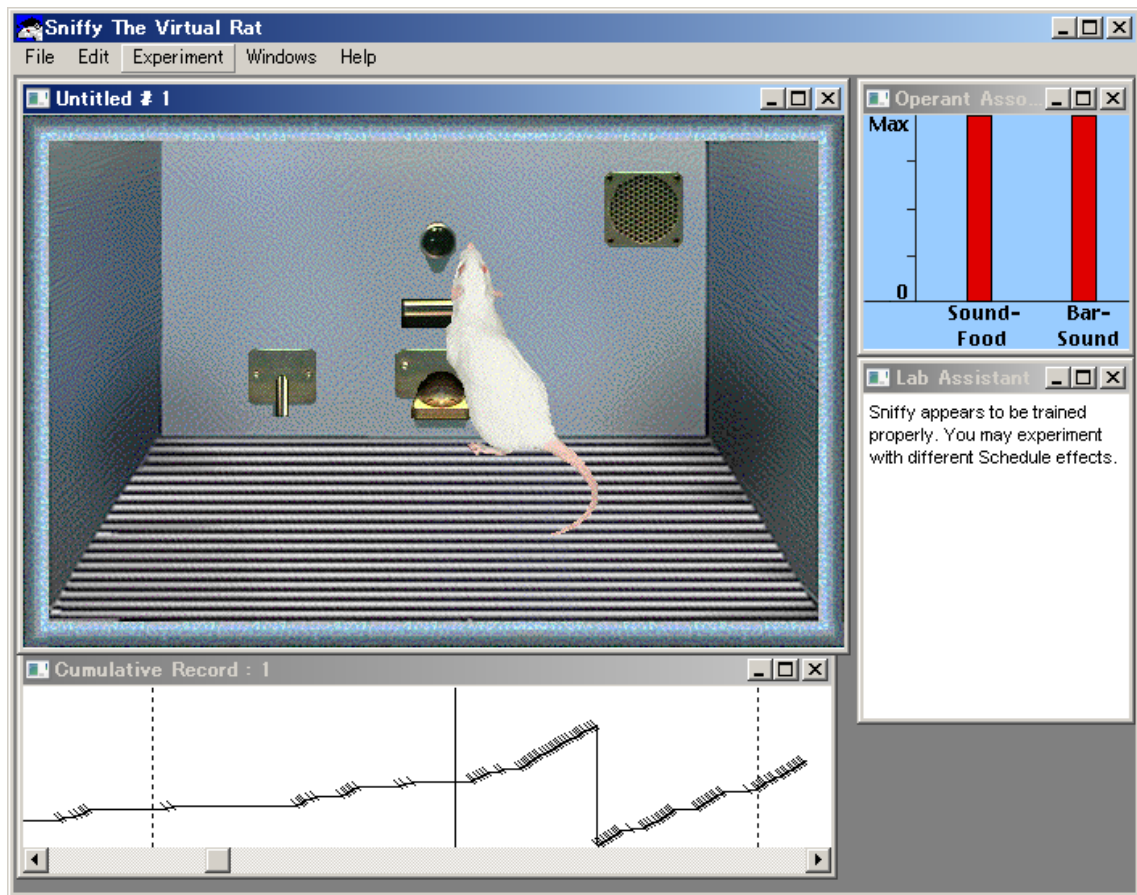 Sniffy The Virtual Rat
File Edit Experiment Windows Help
Untitled # 1
Operant Asso...
Max
0
Sound-
Food
Bar-
Sound
Lab Assistant
Sniffy appears to be trained
properly. You may experiment
with different Schedule effects.
Cumulative Record : 1